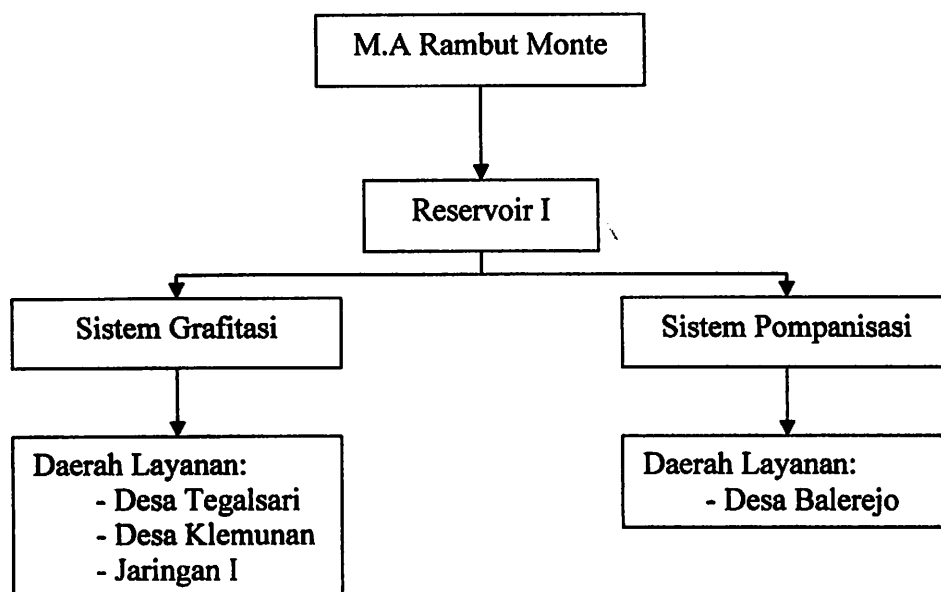 M.A Rambut Monte
Reservoir I
Sistem Grafitasi
Sistem Pompanisasi
Daerah Layanan:
- Desa Tegalsari
- Desa Klemunan
- Jaringan I
Daerah Layanan:
- Desa Balerejo